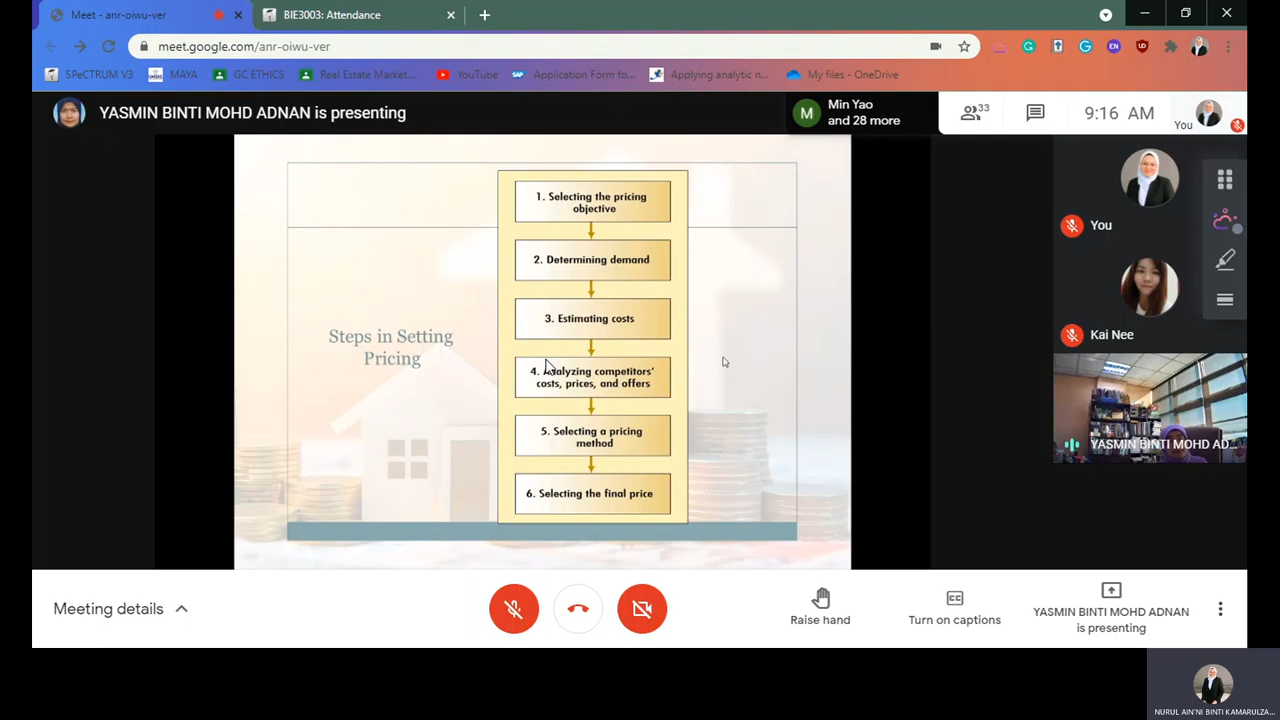 Meet - anr-oiwu-ver
BIE3003: Attendance
meet.google.com/anr-oiwu-ver
SPeCTRUM V3
MAYA
GC ETHICS
Real Estate Market...
YouTube
Application Form fo...
Applying analytic n...
My files - OneDrive
YASMIN BINTI MOHD ADNAN is presenting
M
Min Yao
and 28 more
33
9:16 AM
You
1. Selecting the pricing
objective
2. Determining demand
3. Estimating costs
Steps in Setting
Pricing
4. Analyzing competitors'
costs, prices, and offers
5. Selecting a pricing
method
6. Selecting the final price
You
Kai Nee
YASMIN BINTI MOHD AD...
Meeting details
Raise hand
CC
Turn on captions
YASMIN BINTI MOHD ADNAN
is presenting
NURUL AIN'NI BINTI KAMARULZA...